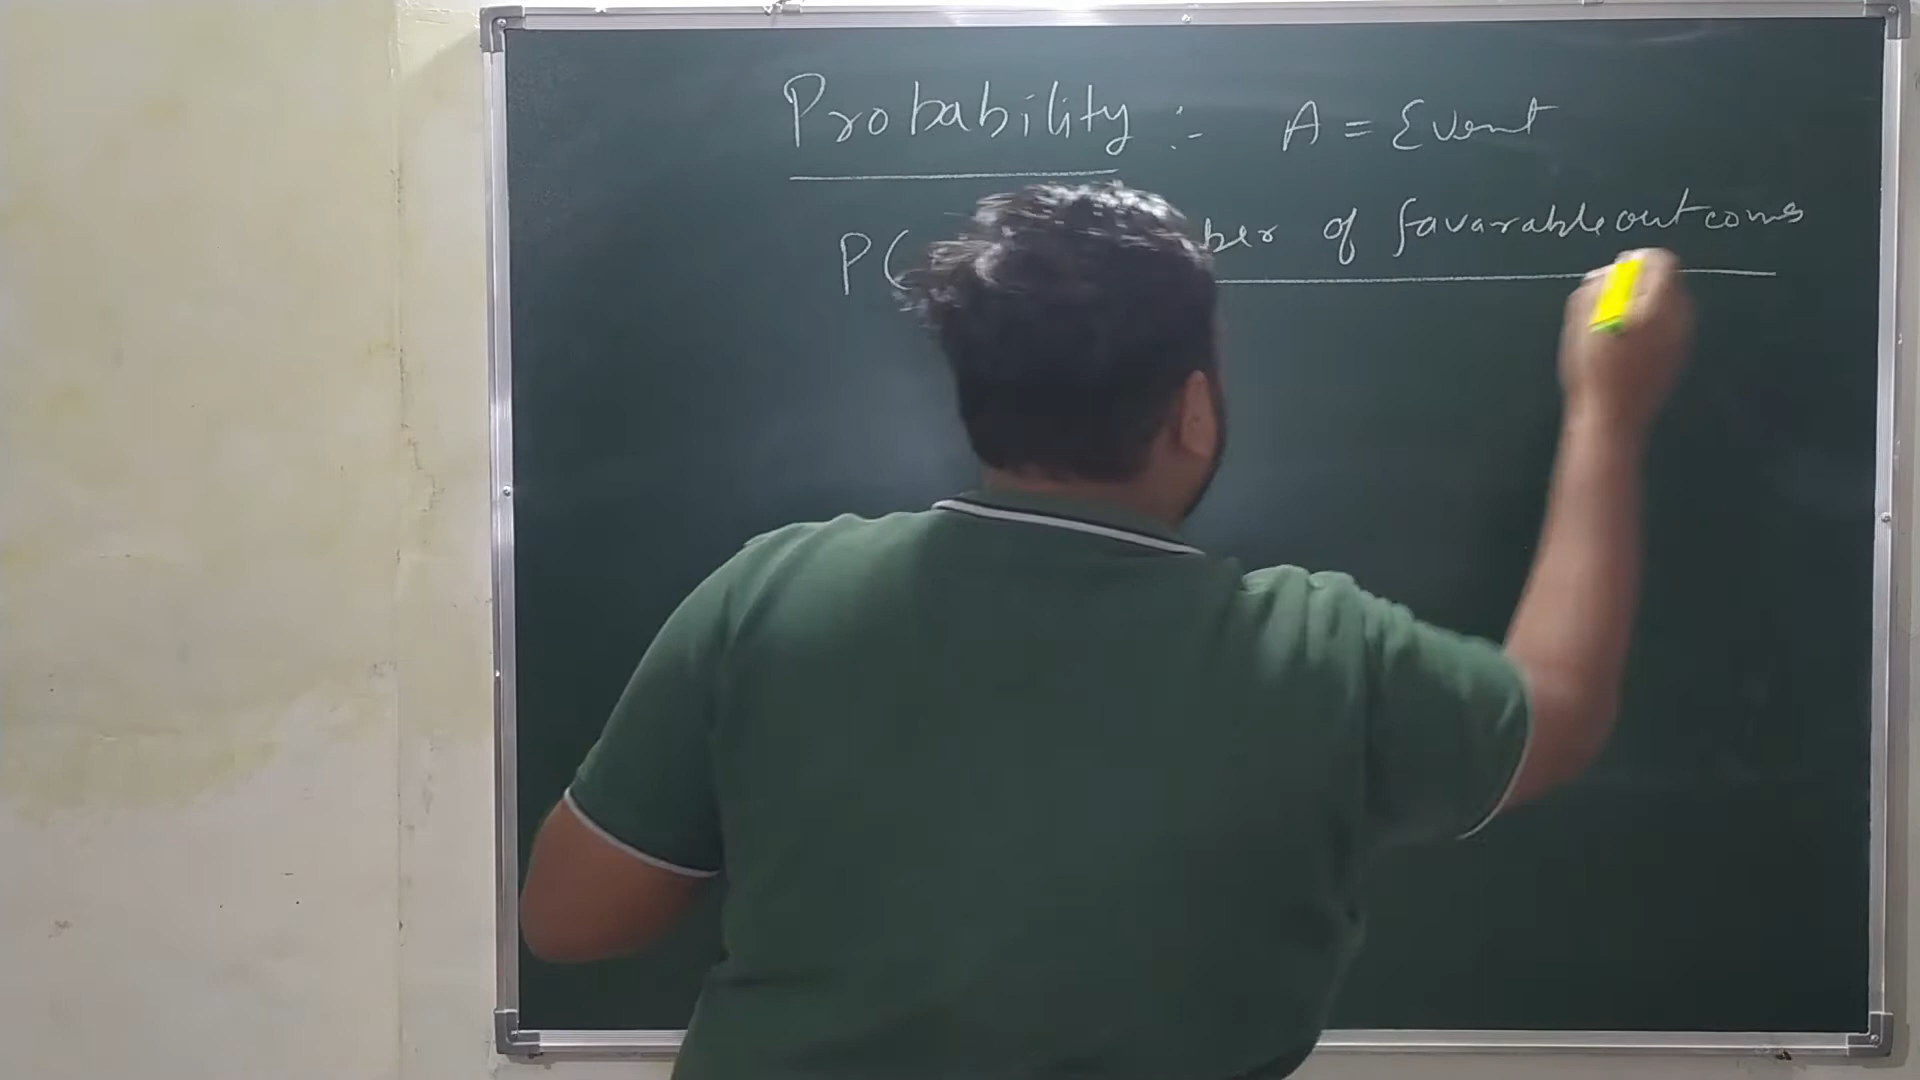 Probability :- A = Event
P( ber of favarable outcomes